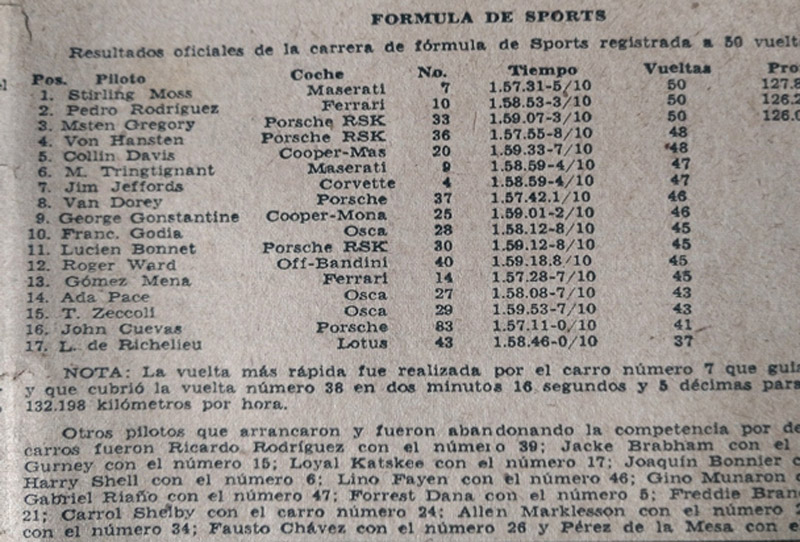 FORMULA DE SPORTS
Resultados oficiales de la carrera de fórmula de Sports registrada a 50 vuelt
Pos. Piloto Coche No. Tiempo Vueltas Pro
1. Stirling Moss Maserati 7 1.57.31-5/10 50 127.8
2. Pedro Rodríguez Ferrari 10 1.58.53-3/10 50 126.2
3. Msten Gregory Porsche RSK 33 1.59.07-3/10 50 126.0
4. Von Hansten Porsche RSK 36 1.57.55-8/10 48
5. Collin Davis Cooper-Mas 20 1.59.33-7/10 48
6. M. Tringtignant Maserati 9 1.58.59-4/10 47
7. Jim Jeffords Corvette 4 1.58.59-4/10 47
8. Van Dorey Porsche 37 1.57.42.1/10 46
9. George Gonstantine Cooper-Mona 25 1.59.01-2/10 46
10. Franc. Godia Osca 28 1.58.12-8/10 45
11. Lucien Bonnet Porsche RSK 30 1.59.12-8/10 45
12. Roger Ward Off-Bandini 40 1.59.18.8/10 45
13. Gómez Mena Ferrari 14 1.57.28-7/10 45
14. Ada Pace Osca 27 1.58.08-7/10 43
15. T. Zeccoli Osca 29 1.59.53-7/10 43
16. John Cuevas Porsche 83 1.57.11-0/10 41
17. L. de Richelieu Lotus 43 1.58.46-0/10 37
NOTA: La vuelta más rápida fue realizada por el carro número 7 que guia
y que cubrió la vuelta número 38 en dos minutos 16 segundos y 5 décimas para
132.198 kilómetros por hora.
Otros pilotos que arrancaron y fueron abandonando la competencia por de
carros fueron Ricardo Rodríguez con el número 39; Jacke Brabham con el
Gurney con el número 15; Loyal Katskee con el número 17; Joaquín Bonnier c
Harry Shell con el número 6; Lino Fayen con el número 46; Gino Munaron
Gabriel Riaño con el número 47; Forrest Dana con el número 5; Freddie Bran
21; Carrol Shelby con el carro número 24; Allen Marklesson con el número 2
con el número 34; Fausto Chávez con el número 26 y Pérez de la Mesa con e